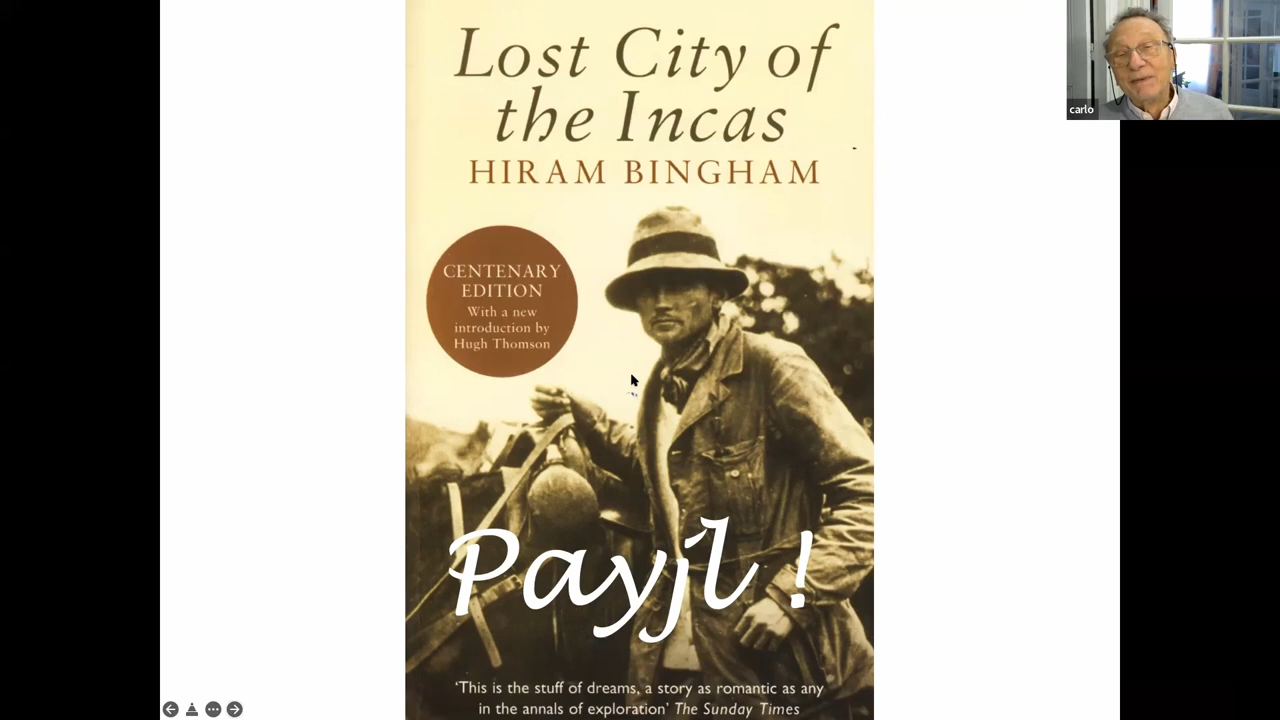 Lost City of
the Incas
HIRAM BINGHAM
CENTENARY
EDITION
With a new
introduction by
Hugh Thomson
Payjl !
'This is the stuff of dreams, a story as romantic as any
in the annals of exploration' The Sunday Times
carlo